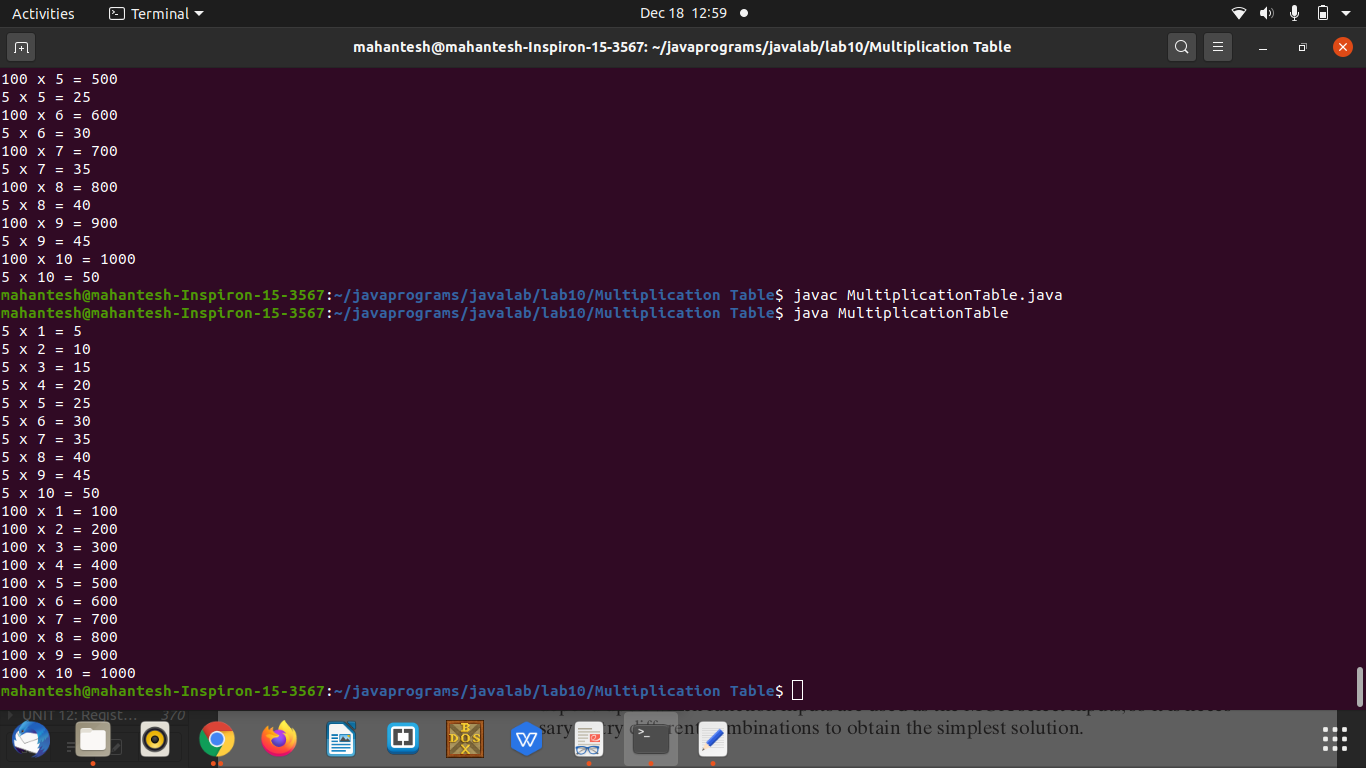 Activities Terminal Dec 18 12:59
mahantesh@mahantesh-Inspiron-15-3567: ~/javaprograms/javalab/lab10/Multiplication Table
100 x 5 = 500
5 x 5 = 25
100 x 6 = 600
5 x 6 = 30
100 x 7 = 700
5 x 7 = 35
100 x 8 = 800
5 x 8 = 40
100 x 9 = 900
5 x 9 = 45
100 x 10 = 1000
5 x 10 = 50
mahantesh@mahantesh-Inspiron-15-3567:~/javaprograms/javalab/lab10/Multiplication Table$ javac MultiplicationTable.java
mahantesh@mahantesh-Inspiron-15-3567:~/javaprograms/javalab/lab10/Multiplication Table$ java MultiplicationTable
5 x 1 = 5
5 x 2 = 10
5 x 3 = 15
5 x 4 = 20
5 x 5 = 25
5 x 6 = 30
5 x 7 = 35
5 x 8 = 40
5 x 9 = 45
5 x 10 = 50
100 x 1 = 100
100 x 2 = 200
100 x 3 = 300
100 x 4 = 400
100 x 5 = 500
100 x 6 = 600
100 x 7 = 700
100 x 8 = 800
100 x 9 = 900
100 x 10 = 1000
mahantesh@mahantesh-Inspiron-15-3567:~/javaprograms/javalab/lab10/Multiplication Table$
UNIT 12: Regist... 370
combinations to obtain the simplest solution.
DOS BOX
W